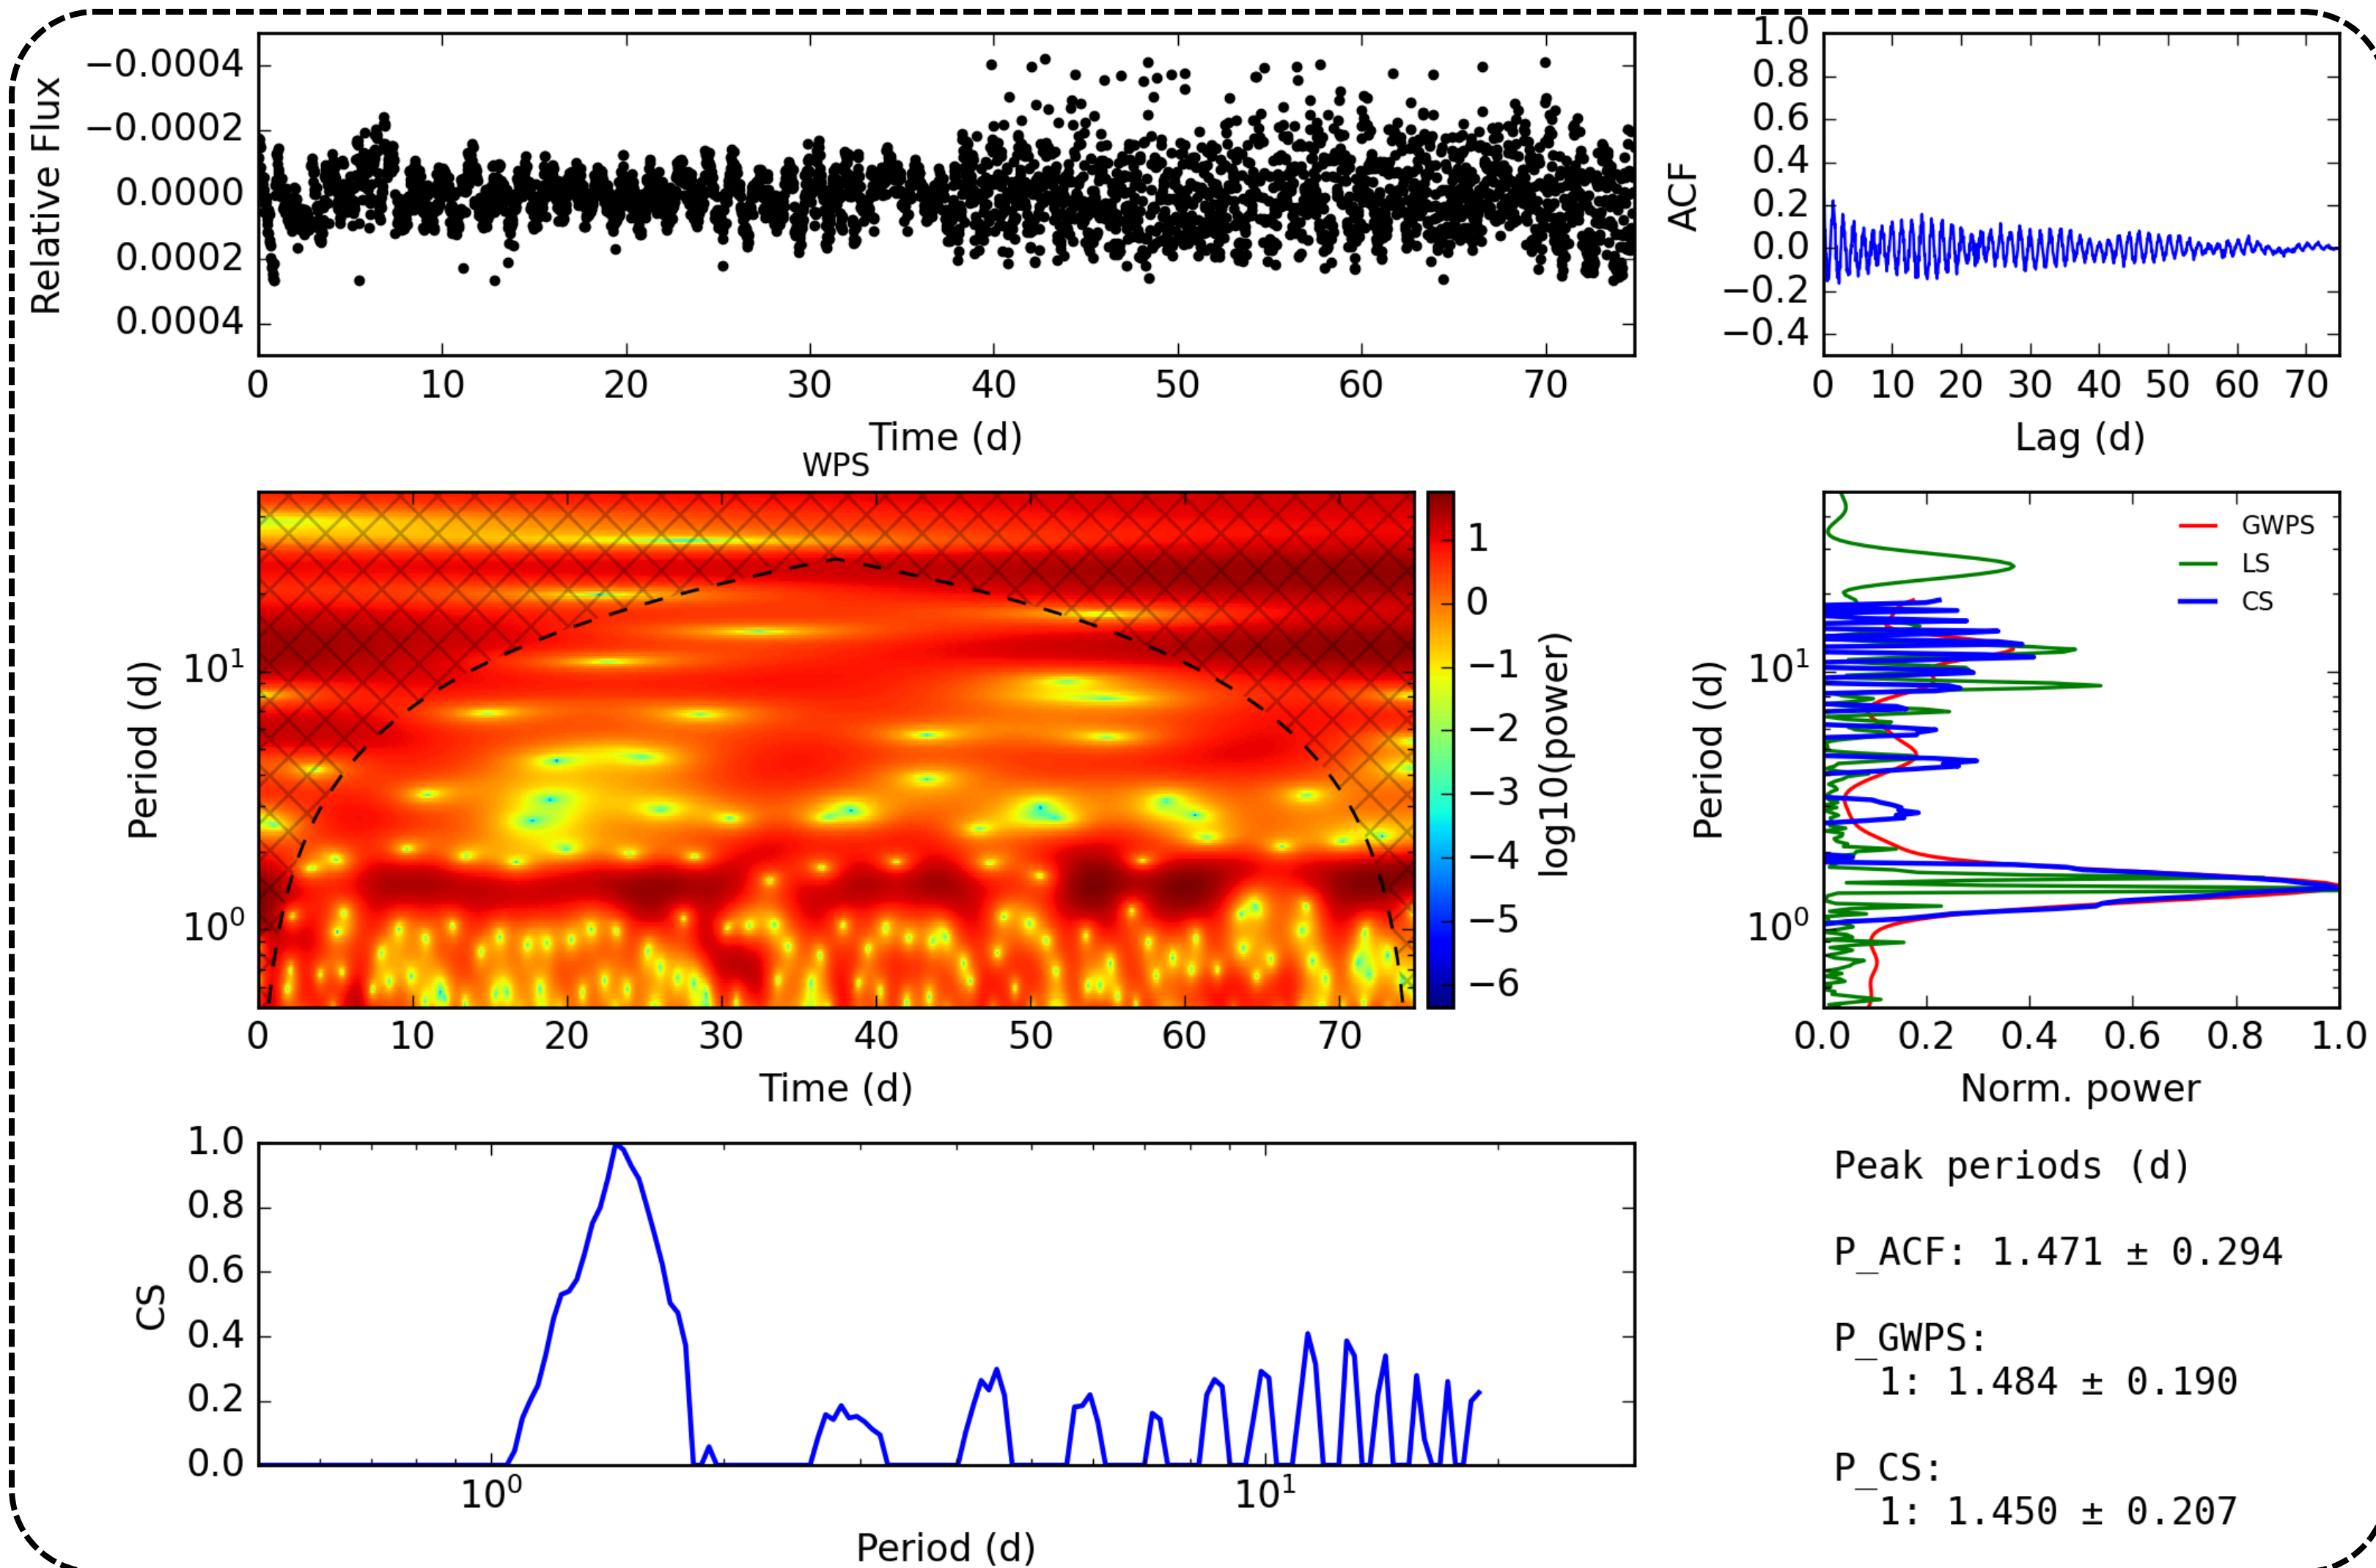 −0.0004
−0.0002
0.0000
0.0002
0.0004
Relative Flux
0 10 20 30 40 50 60 70
Time (d)
1.0
0.8
0.6
0.4
0.2
0.0
−0.2
−0.4
ACF
0 10 20 30 40 50 60 70
Lag (d)
WPS
10¹
10⁰
Period (d)
0 10 20 30 40 50 60 70
Time (d)
1
0
−1
−2
−3
−4
−5
−6
log10(power)
GWPS
LS
CS
10¹
10⁰
Period (d)
0.0 0.2 0.4 0.6 0.8 1.0
Norm. power
1.0
0.8
0.6
0.4
0.2
0.0
CS
10⁰ 10¹
Period (d)
Peak periods (d)
P_ACF: 1.471 ± 0.294
P_GWPS:
1: 1.484 ± 0.190
P_CS:
1: 1.450 ± 0.207